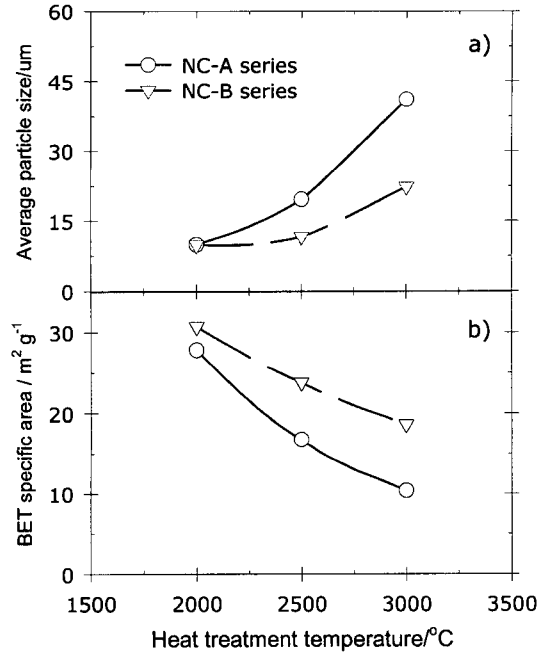 60
45
30
15
0
Average particle size/um
a)
NC-A series
NC-B series
30
20
10
0
BET specific area / m² g⁻¹
b)
1500 2000 2500 3000 3500
Heat treatment temperature/°C